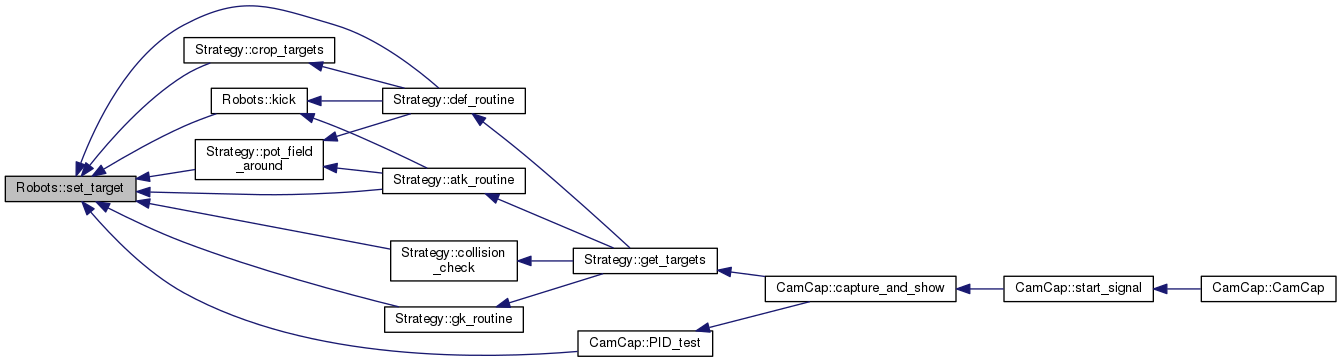 Strategy::crop_targets
Robots::kick
Strategy::def_routine
Strategy::pot_field
_around
Strategy::atk_routine
Robots::set_target
Strategy::collision
_check
Strategy::get_targets
CamCap::capture_and_show
CamCap::start_signal
CamCap::CamCap
Strategy::gk_routine
CamCap::PID_test